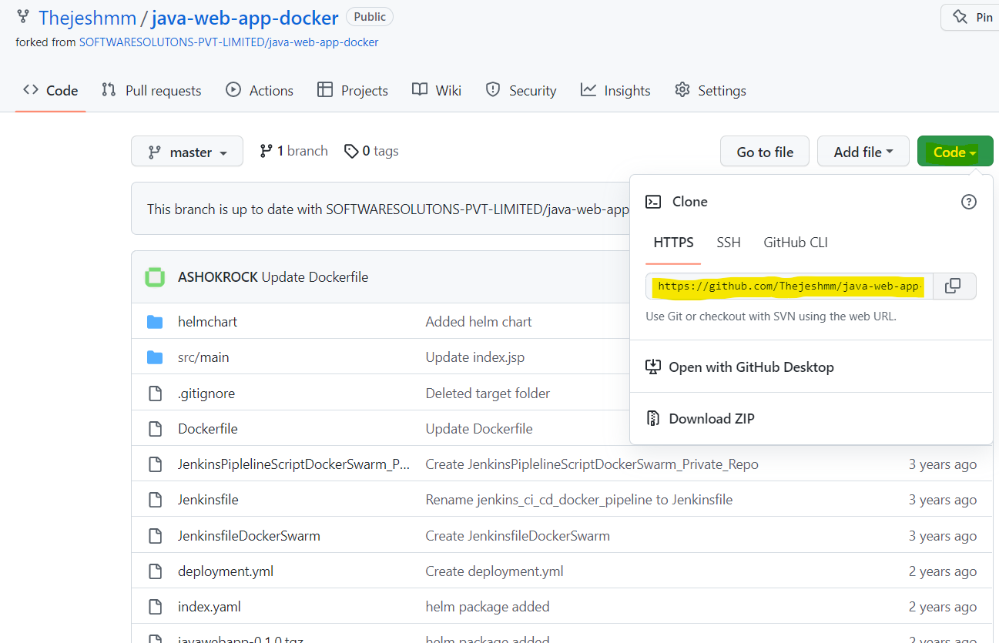 Thejeshmm / java-web-app-docker Public Pin
forked from SOFTWARESOLUTONS-PVT-LIMITED/java-web-app-docker
Code Pull requests Actions Projects Wiki Security Insights Settings
master 1 branch 0 tags Go to file Add file Code
This branch is up to date with SOFTWARESOLUTONS-PVT-LIMITED/java-web-app
Clone
HTTPS SSH GitHub CLI
https://github.com/Thejeshmm/java-web-app-
Use Git or checkout with SVN using the web URL.
Open with GitHub Desktop
Download ZIP
ASHOKROCK Update Dockerfile
helmchart Added helm chart
src/main Update index.jsp
.gitignore Deleted target folder
Dockerfile Update Dockerfile
JenkinsPiplelineScriptDockerSwarm_P... Create JenkinsPiplelineScriptDockerSwarm_Private_Repo 3 years ago
Jenkinsfile Rename jenkins_ci_cd_docker_pipeline to Jenkinsfile 3 years ago
JenkinsfileDockerSwarm Create JenkinsfileDockerSwarm 3 years ago
deployment.yml Create deployment.yml 2 years ago
index.yaml helm package added 2 years ago
javawebapp-0.1.0.tgz helm package added 2 years ago